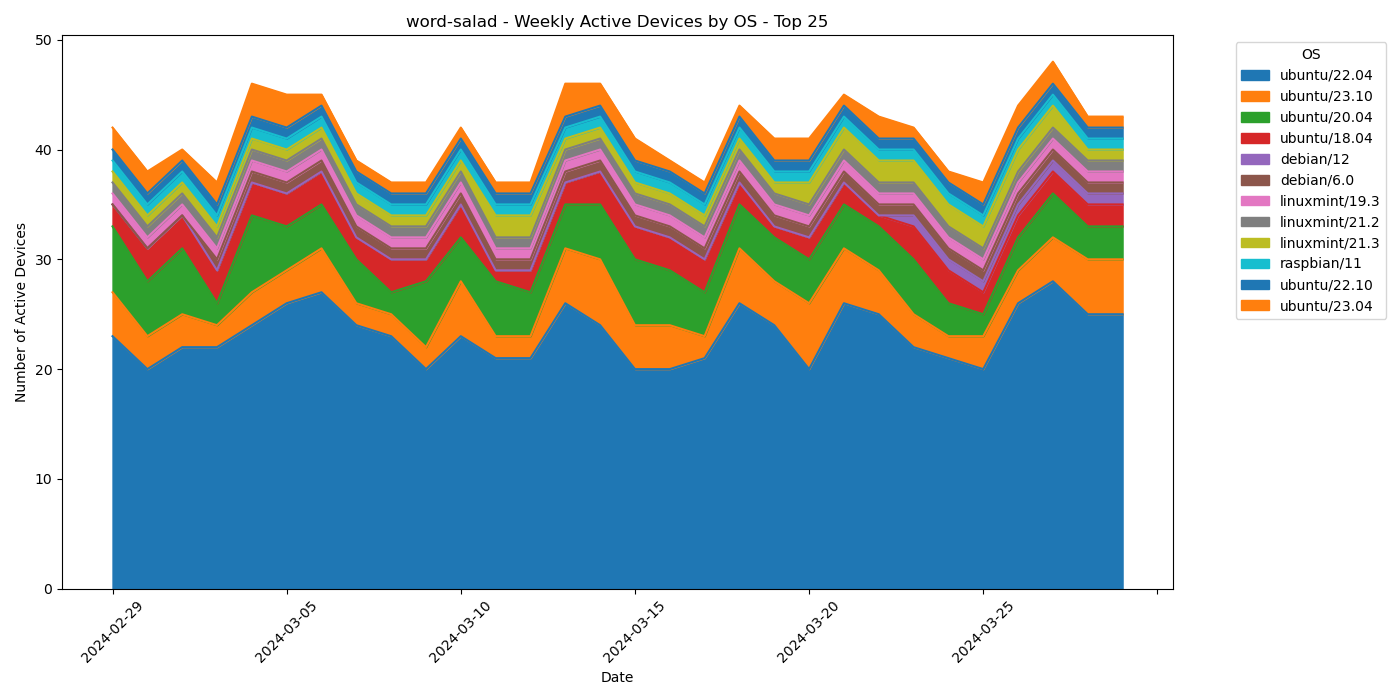 word-salad - Weekly Active Devices by OS - Top 25
Number of Active Devices
50
40
30
20
10
0
2024-02-29
2024-03-05
2024-03-10
2024-03-15
2024-03-20
2024-03-25
Date
OS
ubuntu/22.04
ubuntu/23.10
ubuntu/20.04
ubuntu/18.04
debian/12
debian/6.0
linuxmint/19.3
linuxmint/21.2
linuxmint/21.3
raspbian/11
ubuntu/22.10
ubuntu/23.04